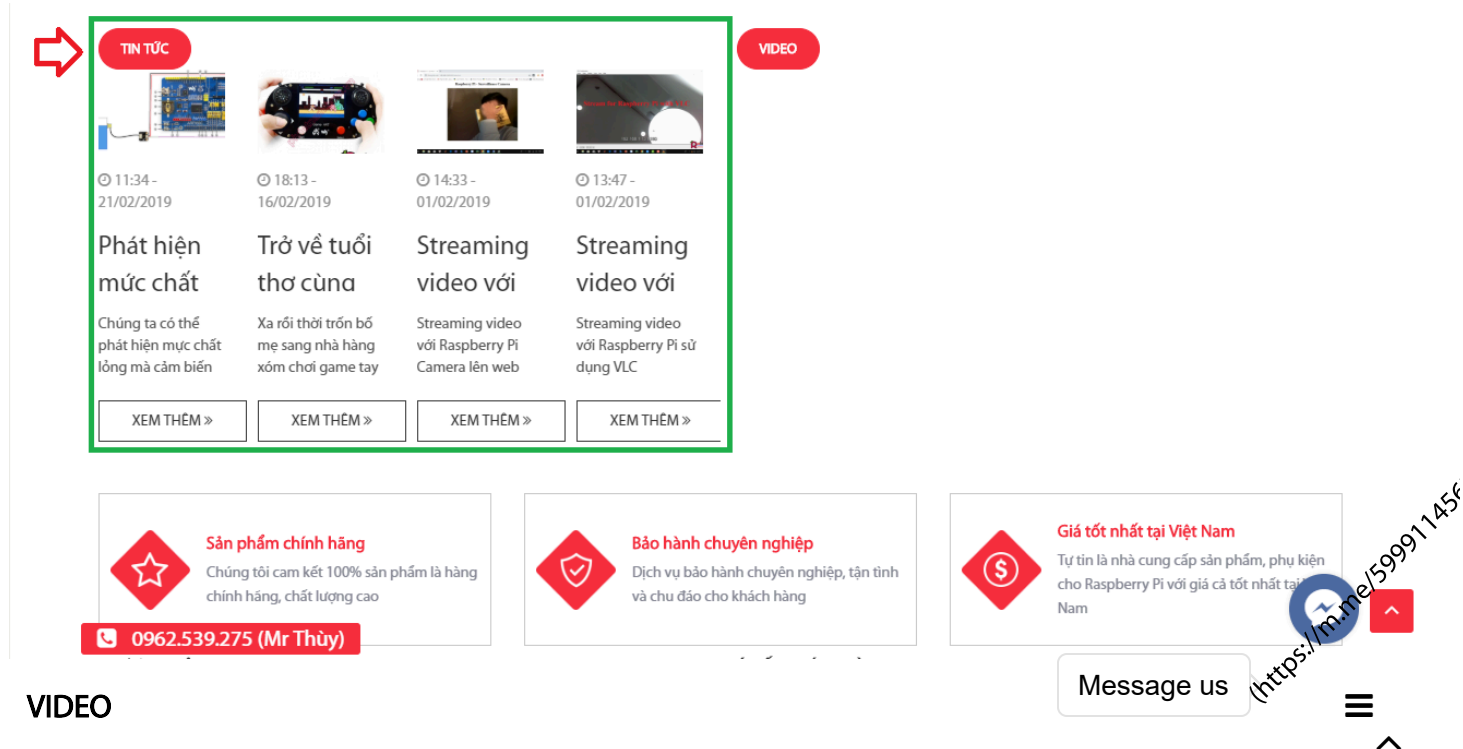 TIN TỨC
VIDEO
Raspberry Pi - Surveillance Camera
11:34 -
21/02/2019
18:13 -
16/02/2019
14:33 -
01/02/2019
13:47 -
01/02/2019
Phát hiện
mức chất
Trở về tuổi
thơ cùng
Streaming
video với
Streaming
video với
Chúng ta có thể
phát hiện mực chất
lỏng mà cảm biến
Xa rồi thời trốn bố
mẹ sang nhà hàng
xóm chơi game tay
Streaming video
với Raspberry Pi
Camera lên web
Streaming video
với Raspberry Pi sử
dụng VLC
XEM THÊM »
XEM THÊM »
XEM THÊM »
XEM THÊM »
Sản phẩm chính hãng
Chúng tôi cam kết 100% sản phẩm là hàng
chính hãng, chất lượng cao
Bảo hành chuyên nghiệp
Dịch vụ bảo hành chuyên nghiệp, tận tình
và chu đáo cho khách hàng
Giá tốt nhất tại Việt Nam
Tự tin là nhà cung cấp sản phẩm, phụ kiện
cho Raspberry Pi với giá cả tốt nhất tại
Nam
0962.539.275 (Mr Thùy)
(https://m.me/599911456
Message us
VIDEO